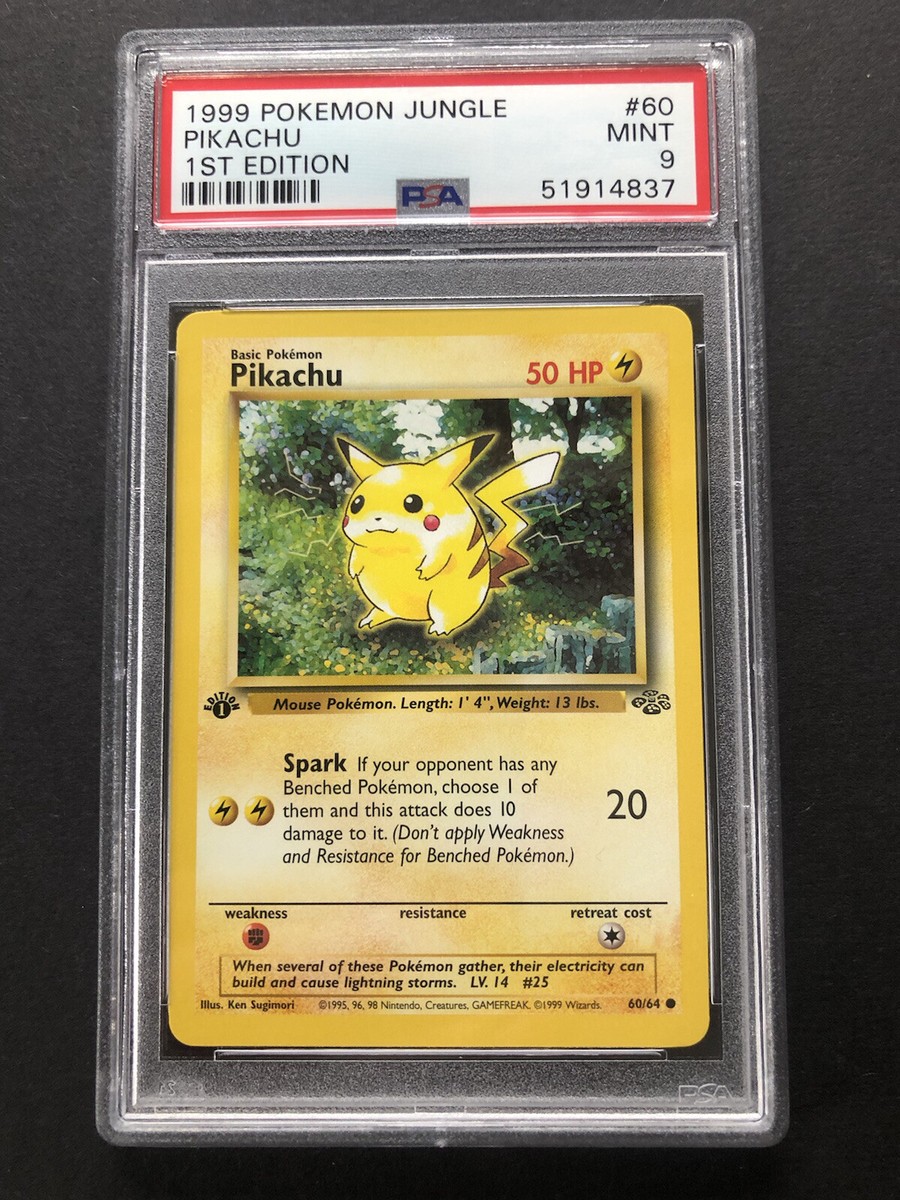 1999 POKEMON JUNGLE #60
PIKACHU MINT
1ST EDITION 9
PSA 51914837
Basic Pokémon
Pikachu 50 HP
EDITION
1
Mouse Pokémon. Length: 1' 4", Weight: 13 lbs.
Spark If your opponent has any
Benched Pokémon, choose 1 of
them and this attack does 10 20
damage to it. (Don't apply Weakness
and Resistance for Benched Pokémon.)
weakness resistance retreat cost
When several of these Pokémon gather, their electricity can
build and cause lightning storms. LV. 14 #25
Illus. Ken Sugimori ©1995, 96, 98 Nintendo, Creatures, GAMEFREAK. ©1999 Wizards. 60/64
PSA